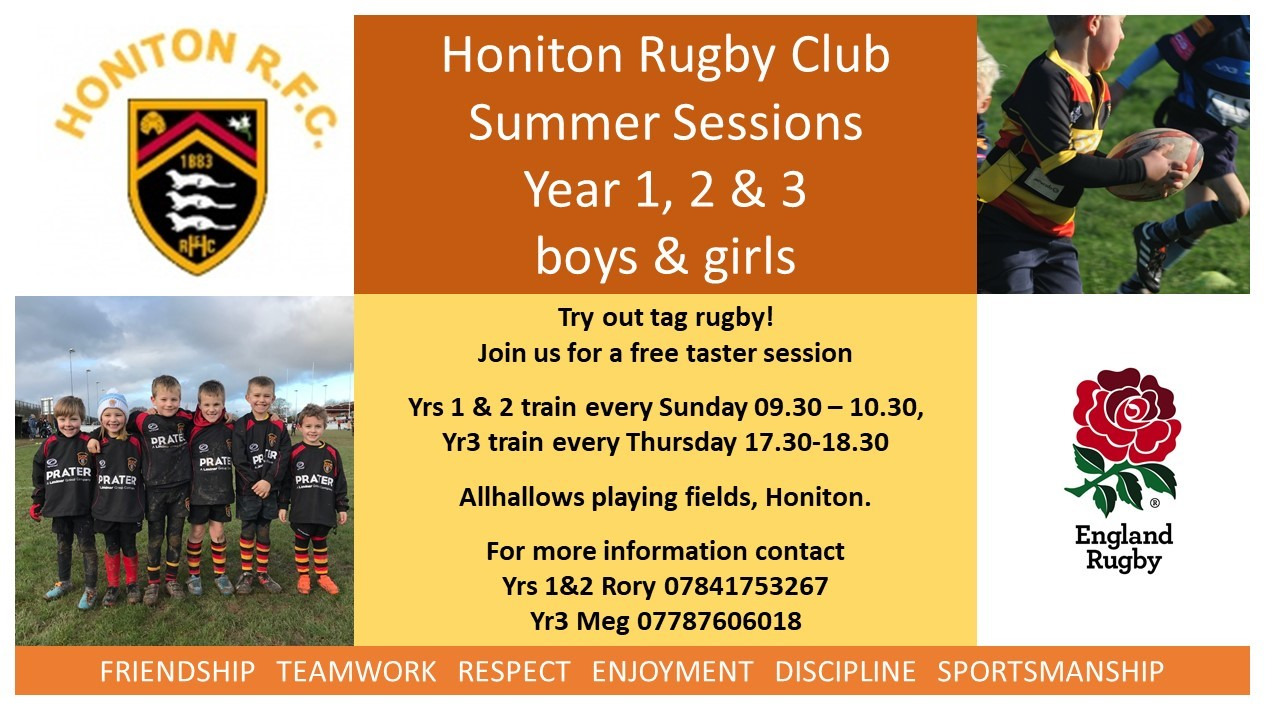 HONITON R.F.C.
1883
Honiton Rugby Club
Summer Sessions
Year 1, 2 & 3
boys & girls
Try out tag rugby!
Join us for a free taster session
Yrs 1 & 2 train every Sunday 09.30 – 10.30,
Yr3 train every Thursday 17.30-18.30
Allhallows playing fields, Honiton.
For more information contact
Yrs 1&2 Rory 07841753267
Yr3 Meg 07787606018
PRATER
PRATER
PRATER
PRATER
PRATER
England
Rugby
®
FRIENDSHIP TEAMWORK RESPECT ENJOYMENT DISCIPLINE SPORTSMANSHIP